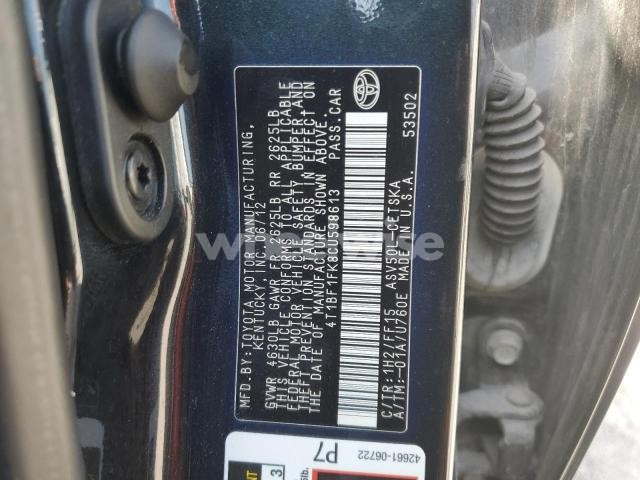 MFD.BY:TOYOTA MOTOR MANUFACTURING,
KENTUCKY, INC. 06/12
GVWR 4630LB GAWR FR 2625LB RR 2625LB
THIS VEHICLE CONFORMS TO ALL APPLICABLE
FEDERAL MOTOR VEHICLE SAFETY, BUMPER, AND
THEFT PREVENTION STANDARDS IN EFFECT ON
THE DATE OF MANUFACTURE SHOWN ABOVE.
4T1BF1FK8CU598613 PASS.CAR
C/TR:1H2/FF15 ASV50L-CETSKA
A/TM:-01A/U760E MADE IN U.S.A.
53502
42661-06722
P7
3